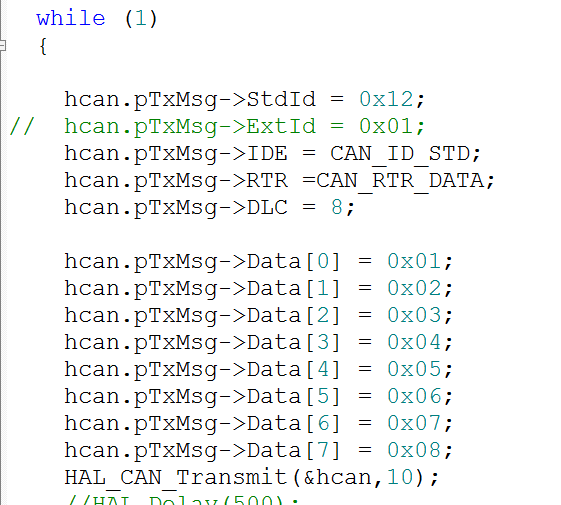 while (1)
{
hcan.pTxMsg->StdId = 0x12;
// hcan.pTxMsg->ExtId = 0x01;
hcan.pTxMsg->IDE = CAN_ID_STD;
hcan.pTxMsg->RTR =CAN_RTR_DATA;
hcan.pTxMsg->DLC = 8;
hcan.pTxMsg->Data[0] = 0x01;
hcan.pTxMsg->Data[1] = 0x02;
hcan.pTxMsg->Data[2] = 0x03;
hcan.pTxMsg->Data[3] = 0x04;
hcan.pTxMsg->Data[4] = 0x05;
hcan.pTxMsg->Data[5] = 0x06;
hcan.pTxMsg->Data[6] = 0x07;
hcan.pTxMsg->Data[7] = 0x08;
HAL_CAN_Transmit(&hcan,10);
//HAL_Delay(500);